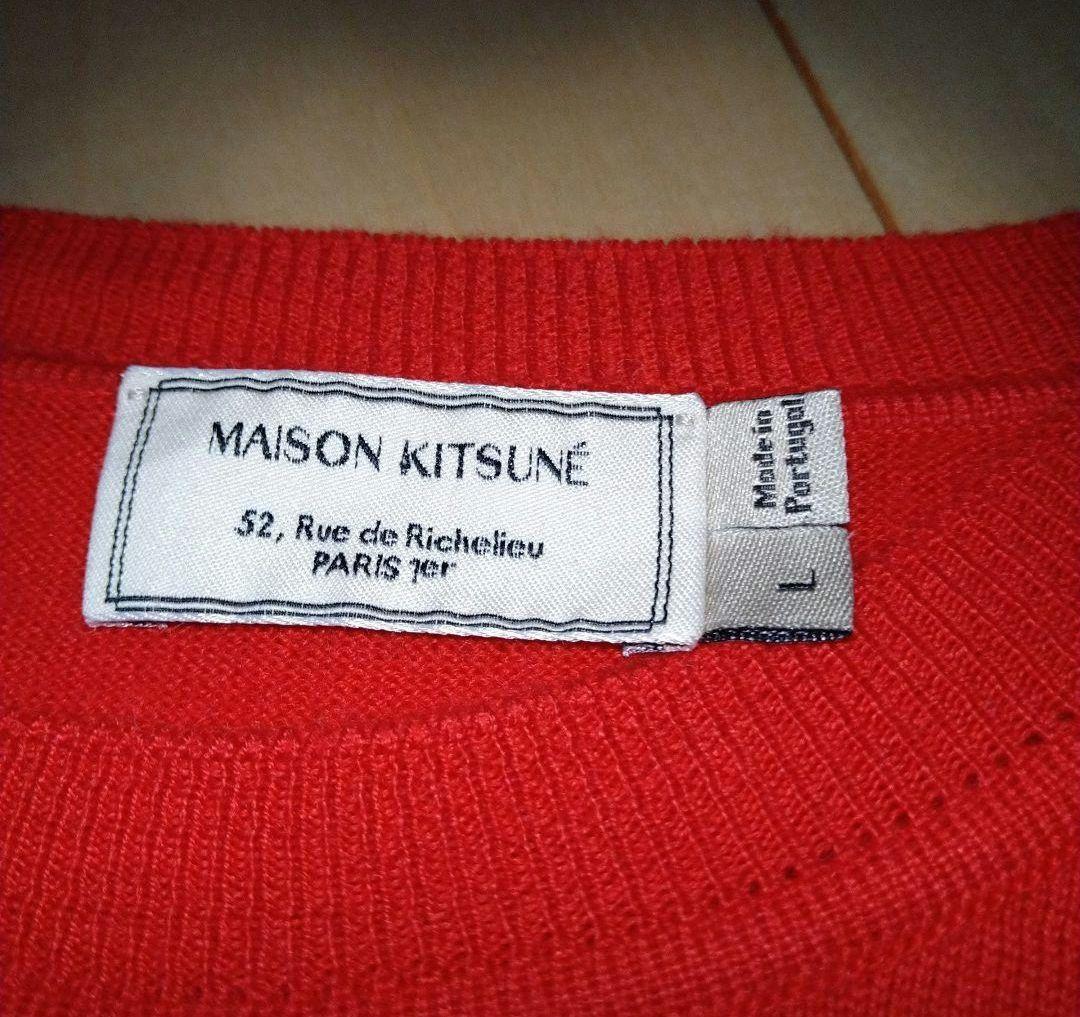 MAISON KITSUNÉ
52, Rue de Richelieu
PARIS 1er
Made in
Portugal
L